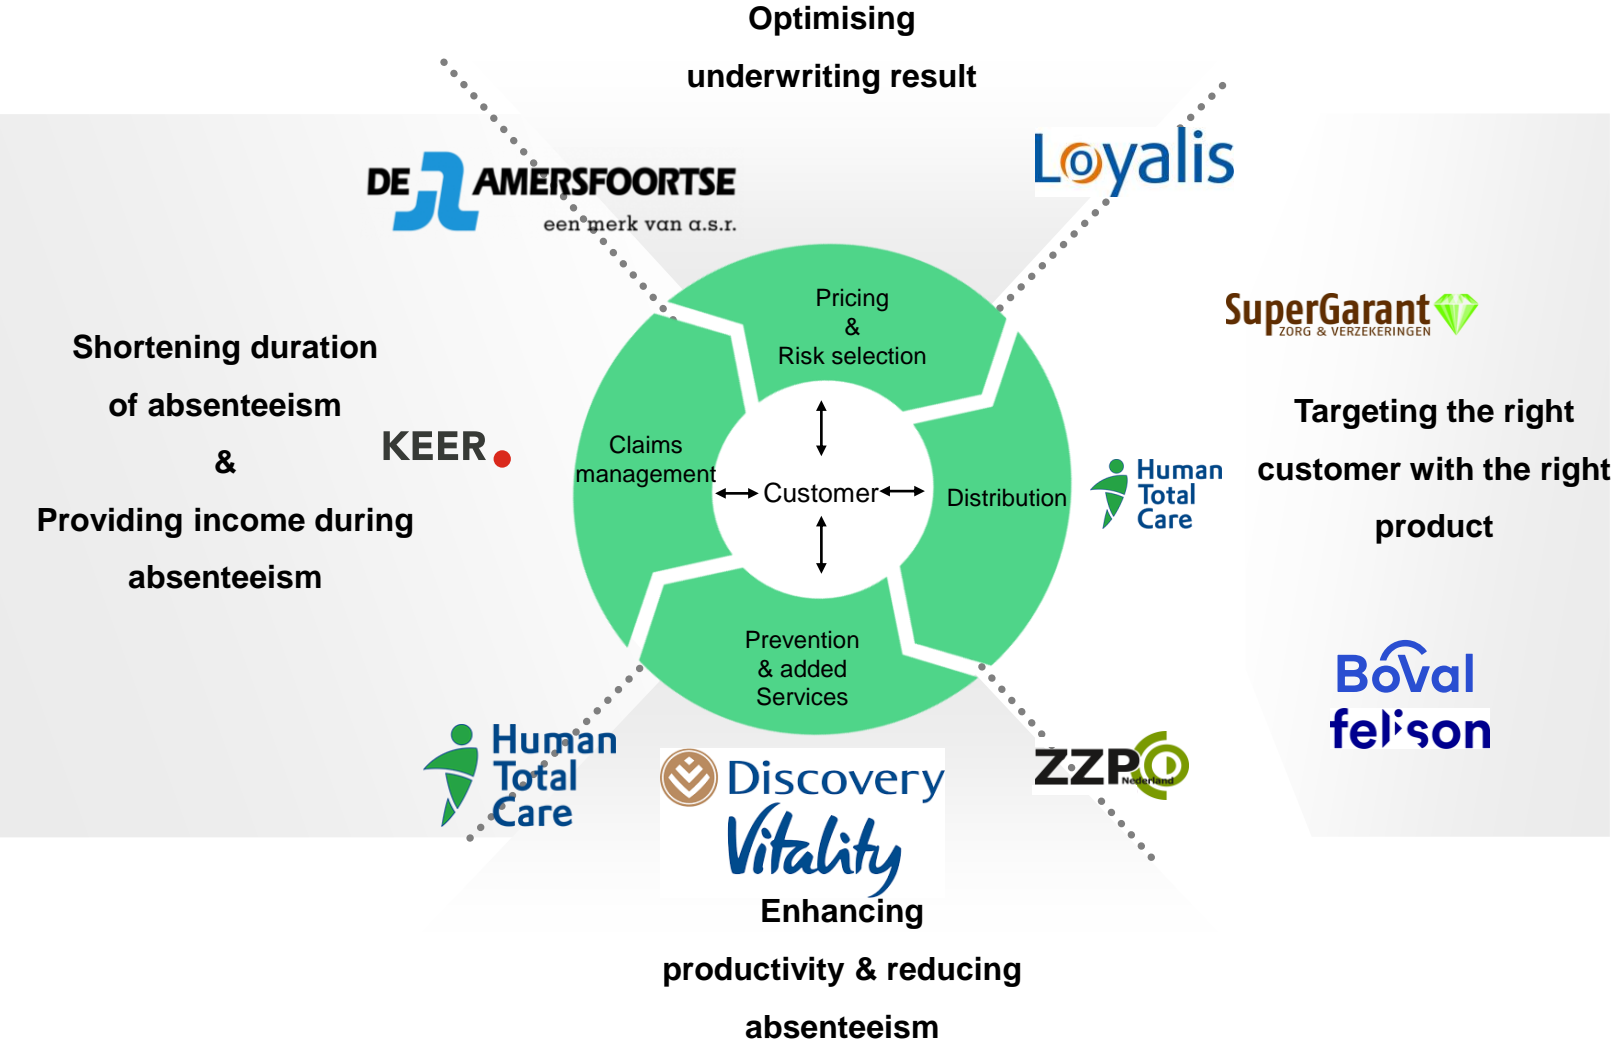 Optimising
underwriting result
DE AMERSFOORTSE
een merk van a.s.r.
Loyalis
Pricing
&
Risk selection
SuperGarant
ZORG & VERZEKERINGEN
Shortening duration
of absenteeism
&
Providing income during
absenteeism
KEER.
Claims
management
Customer
Distribution
Human
Total
Care
Targeting the right
customer with the right
product
Prevention
& added
Services
Boval
felison
Human
Total
Care
Discovery
Vitality
ZZP
Nederland
Enhancing
productivity & reducing
absenteeism